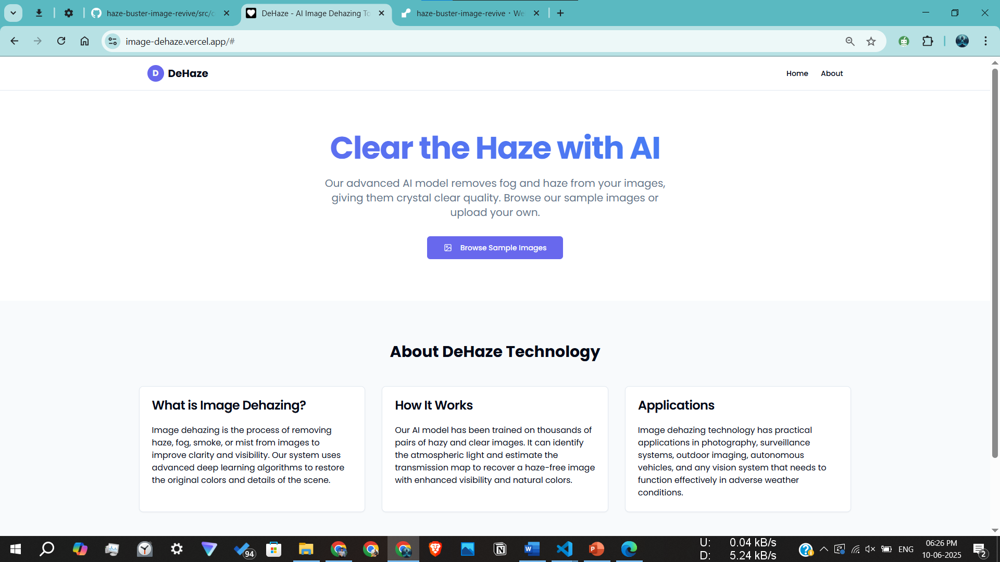 haze-buster-image-revive/src/c
DeHaze - AI Image Dehazing To
haze-buster-image-revive · We
image-dehaze.vercel.app/#
D DeHaze
Home About
Clear the Haze with AI
Our advanced AI model removes fog and haze from your images,
giving them crystal clear quality. Browse our sample images or
upload your own.
Browse Sample Images
About DeHaze Technology
What is Image Dehazing?
Image dehazing is the process of removing
haze, fog, smoke, or mist from images to
improve clarity and visibility. Our system uses
advanced deep learning algorithms to restore
the original colors and details of the scene.
How It Works
Our AI model has been trained on thousands of
pairs of hazy and clear images. It can identify
the atmospheric light and estimate the
transmission map to recover a haze-free image
with enhanced visibility and natural colors.
Applications
Image dehazing technology has practical
applications in photography, surveillance
systems, outdoor imaging, autonomous
vehicles, and any vision system that needs to
function effectively in adverse weather
conditions.
94
U: 0.04 kB/s
D: 5.24 kB/s
ENG
06:26 PM
10-06-2025
2